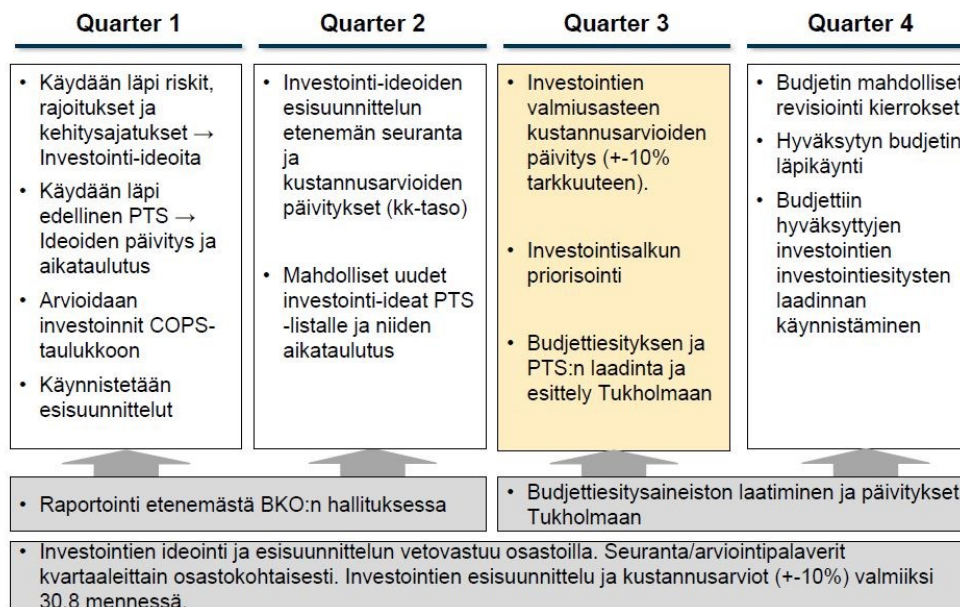 Quarter 1
Quarter 2
Quarter 3
Quarter 4
• Käydään läpi riskit,
rajoitukset ja
kehitysajatukset →
Investointi-ideoita
• Käydään läpi
edellinen PTS →
Ideoiden päivitys ja
aikataulutus
• Arvioidaan
investoinnit COPS-
taulukkoon
• Käynnistetään
esisuunnittelut
• Investointi-ideoiden
esisuunnittelun
etenemän seuranta
ja
kustannusarvioiden
päivitykset (kk-taso)
• Mahdolliset uudet
investointi-ideat PTS
-listalle ja niiden
aikataulutus
• Investointien
valmiusasteen
kustannusarvioiden
päivitys (+-10%
tarkkuuteen).
• Investointisalkun
priorisointi
• Budjettiesityksen ja
PTS:n laadinta ja
esittely Tukholmaan
• Budjetin mahdolliset
revisiointi kierrokset
• Hyväksytyn budjetin
läpikäynti
• Budjettiin
hyväksyttyjen
investointien
investointiesitysten
laadinnan
käynnistäminen
• Raportointi etenemästä BKO:n hallituksessa
• Budjettiesitysaineiston laatiminen ja päivitykset
Tukholmaan
• Investointien ideointi ja esisuunnittelun vetovastuu osastoilla. Seuranta/arviointipalaverit
kvartaaleittain osastokohtaisesti. Investointien esisuunnittelu ja kustannusarviot (+-10%) valmiiksi
30.8 mennessä.